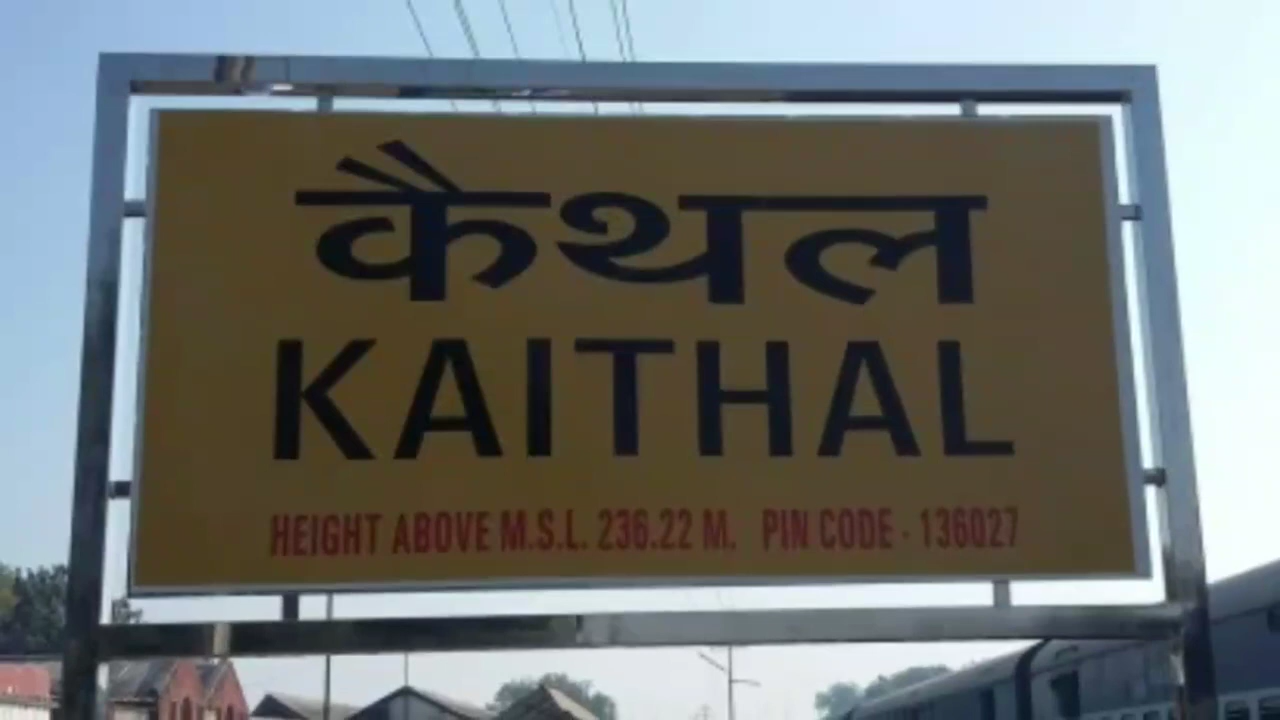 कैथल
KAITHAL
HEIGHT ABOVE M.S.L. 236.22 M. PIN CODE - 136027